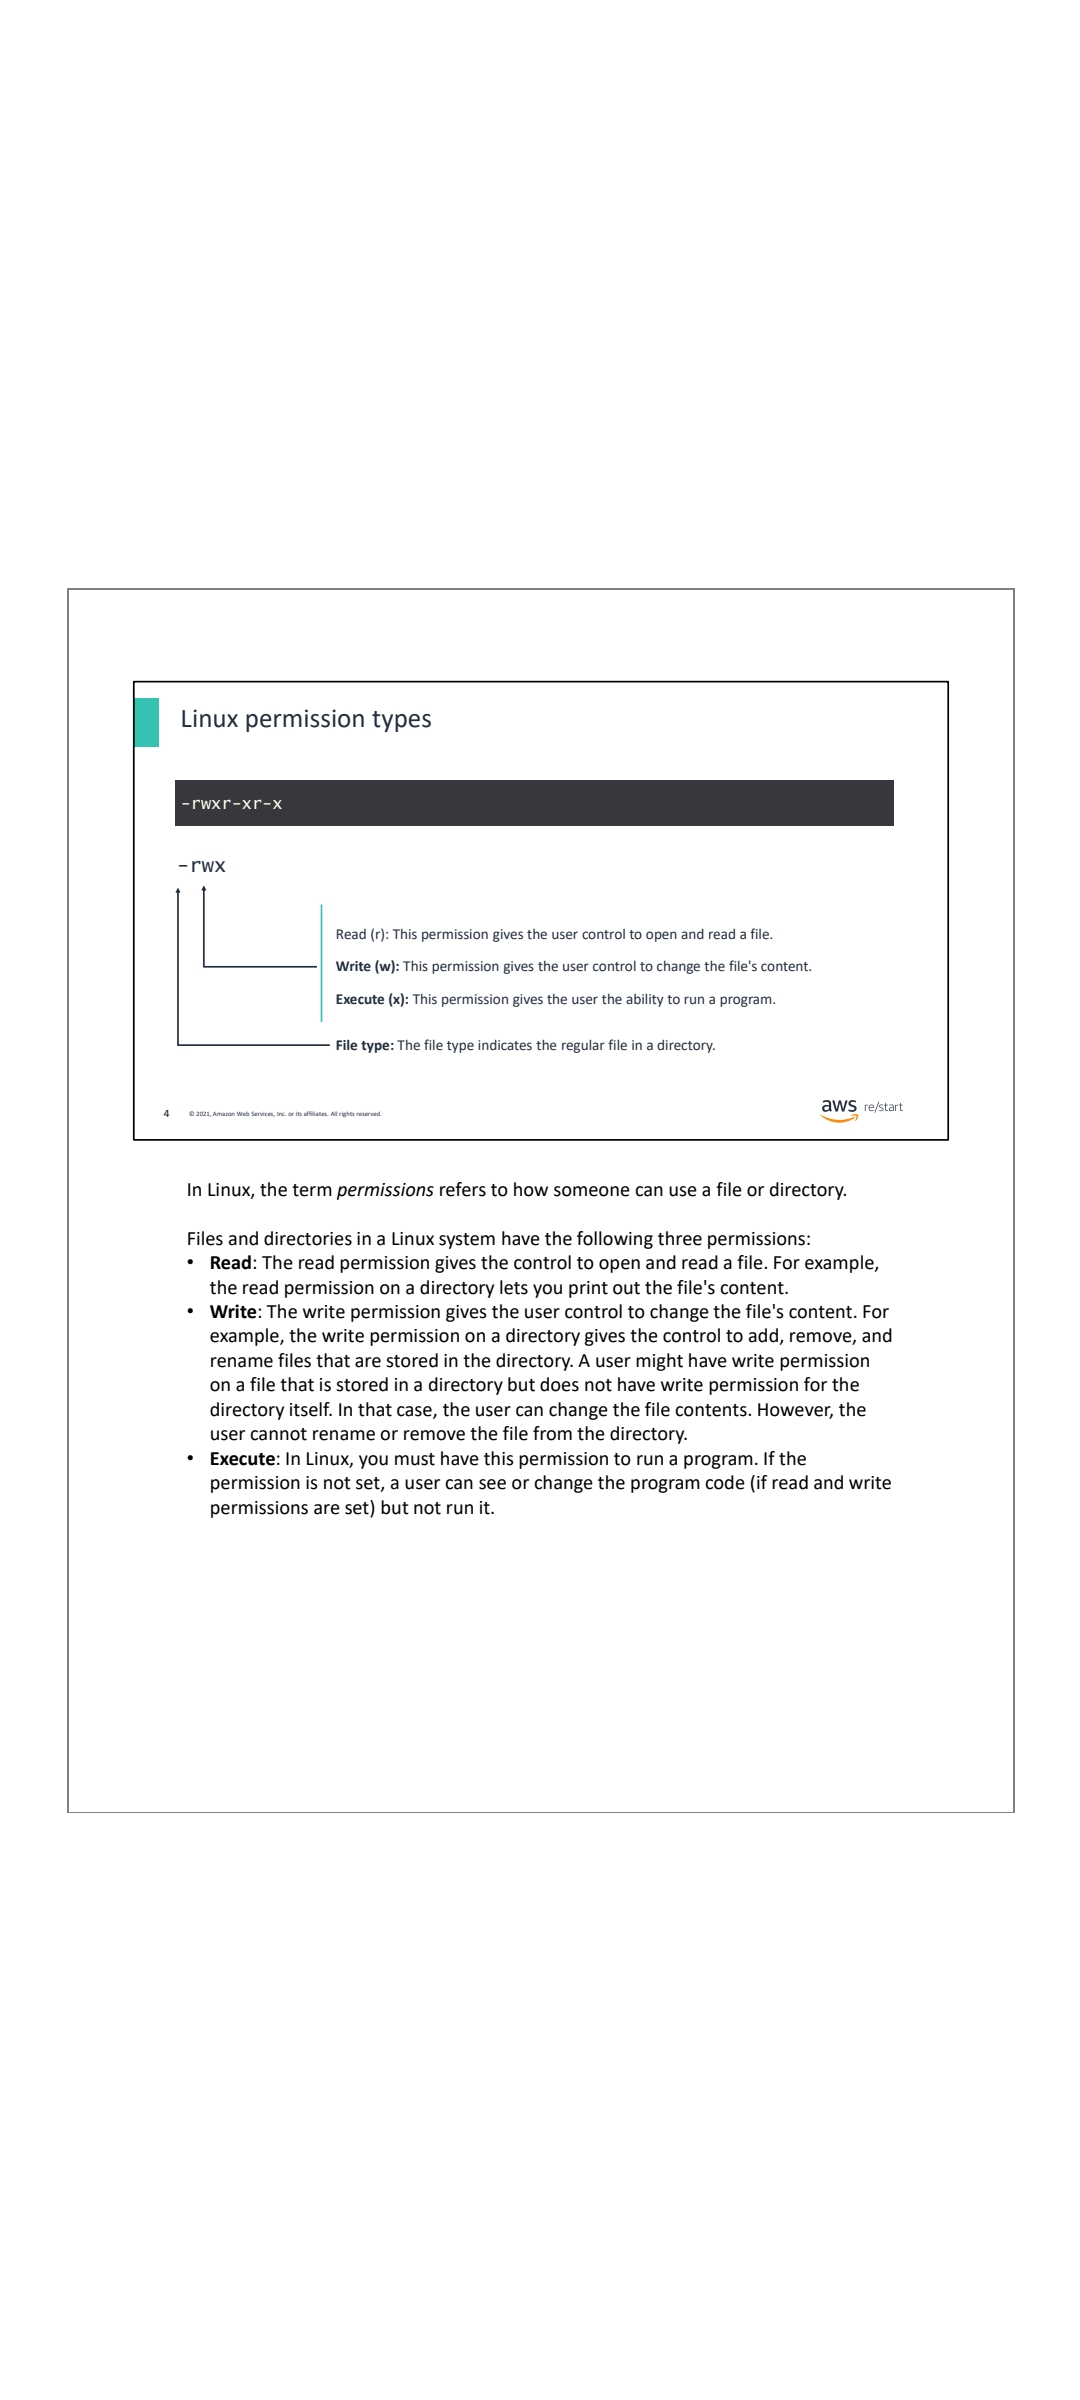 Linux permission types
-rwxr-xr-x
-rwx
Read (r): This permission gives the user control to open and read a file.
Write (w): This permission gives the user control to change the file's content.
Execute (x): This permission gives the user the ability to run a program.
File type: The file type indicates the regular file in a directory.
4 © 2021, Amazon Web Services, Inc. or its affiliates. All rights reserved.
aws re/start
In Linux, the term permissions refers to how someone can use a file or directory.
Files and directories in a Linux system have the following three permissions:
• Read: The read permission gives the control to open and read a file. For example,
the read permission on a directory lets you print out the file's content.
• Write: The write permission gives the user control to change the file's content. For
example, the write permission on a directory gives the control to add, remove, and
rename files that are stored in the directory. A user might have write permission
on a file that is stored in a directory but does not have write permission for the
directory itself. In that case, the user can change the file contents. However, the
user cannot rename or remove the file from the directory.
• Execute: In Linux, you must have this permission to run a program. If the
permission is not set, a user can see or change the program code (if read and write
permissions are set) but not run it.